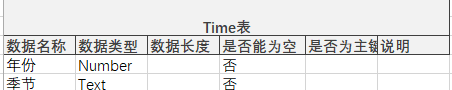 Time表
数据名称 数据类型 数据长度 是否能为空 是否为主键 说明
年份 Number 否
季节 Text 否